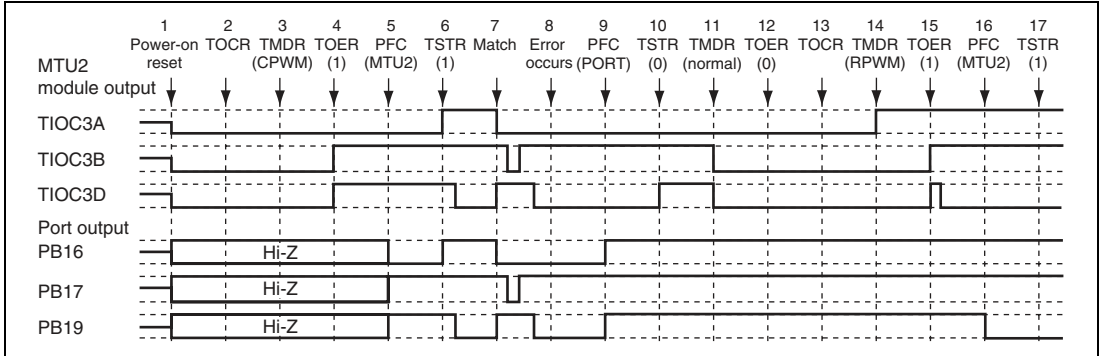 1 2 3 4 5 6 7 8 9 10 11 12 13 14 15 16 17
Power-on TOCR TMDR TOER PFC TSTR Match Error PFC TSTR TMDR TOER TOCR TMDR TOER PFC TSTR
reset (CPWM) (1) (MTU2) (1) occurs (PORT) (0) (normal) (0) (RPWM) (1) (MTU2) (1)
MTU2
module output
TIOC3A
TIOC3B
TIOC3D
Port output
PB16 Hi-Z
PB17 Hi-Z
PB19 Hi-Z